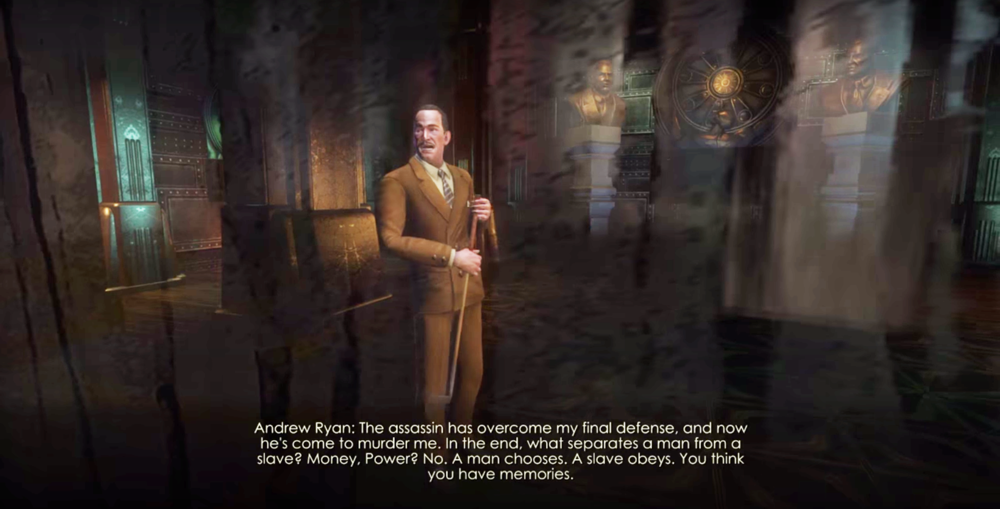 Andrew Ryan: The assassin has overcome my final defense, and now
he's come to murder me. In the end, what separates a man from a
slave? Money, Power? No. A man chooses. A slave obeys. You think
you have memories.